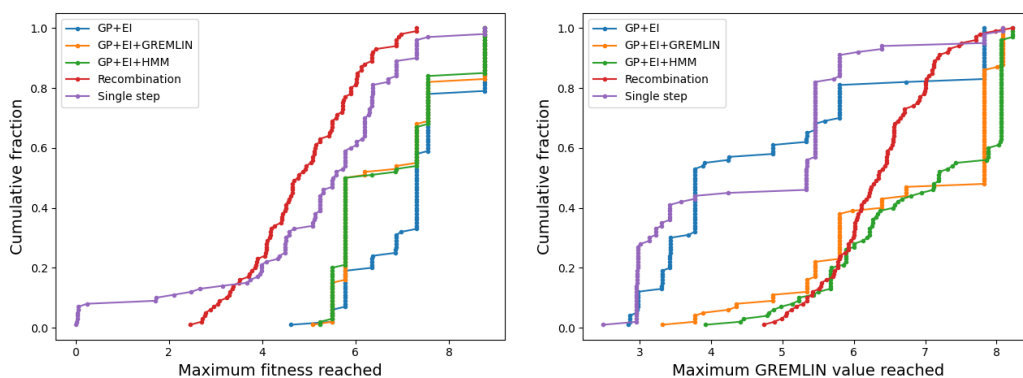 GP+EI
GP+EI+GREMLIN
GP+EI+HMM
Recombination
Single step
1.0
0.8
0.6
0.4
0.2
0.0
Cumulative fraction
0 2 4 6 8
Maximum fitness reached
GP+EI
GP+EI+GREMLIN
GP+EI+HMM
Recombination
Single step
1.0
0.8
0.6
0.4
0.2
0.0
Cumulative fraction
3 4 5 6 7 8
Maximum GREMLIN value reached